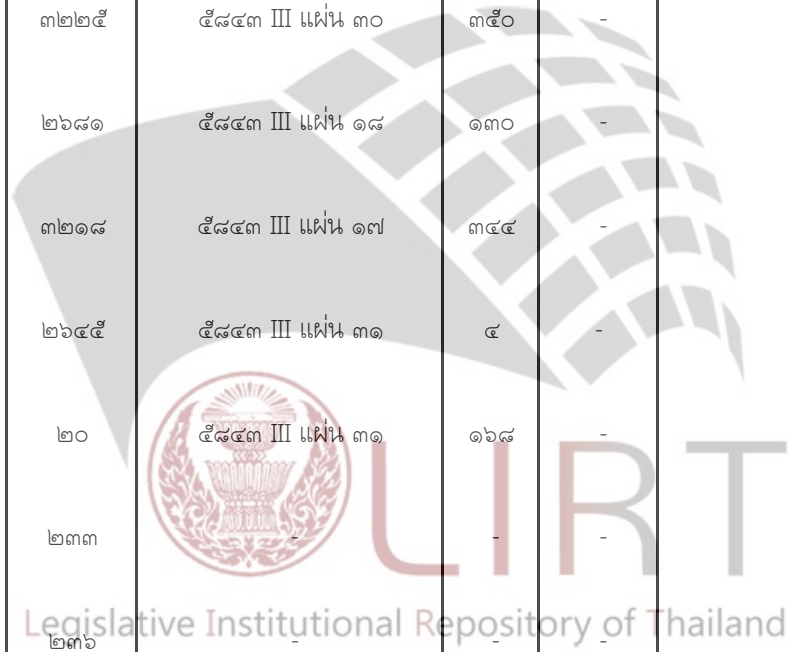 ๓๒๒๕ ๕๘๔๓ III แผ่น ๓๐ ๓๕๐ -
๒๖๘๑ ๕๘๔๓ III แผ่น ๑๘ ๑๓๐ -
๓๒๑๘ ๕๘๔๓ III แผ่น ๑๗ ๓๔๔ -
๒๖๔๕ ๕๘๔๓ III แผ่น ๓๑ ๔ -
๒๐ ๕๘๔๓ III แผ่น ๓๑ ๑๖๘ -
LIRT
๒๓๓ - - -
Legislative Institutional Repository of Thailand
๒๓๖ - - -